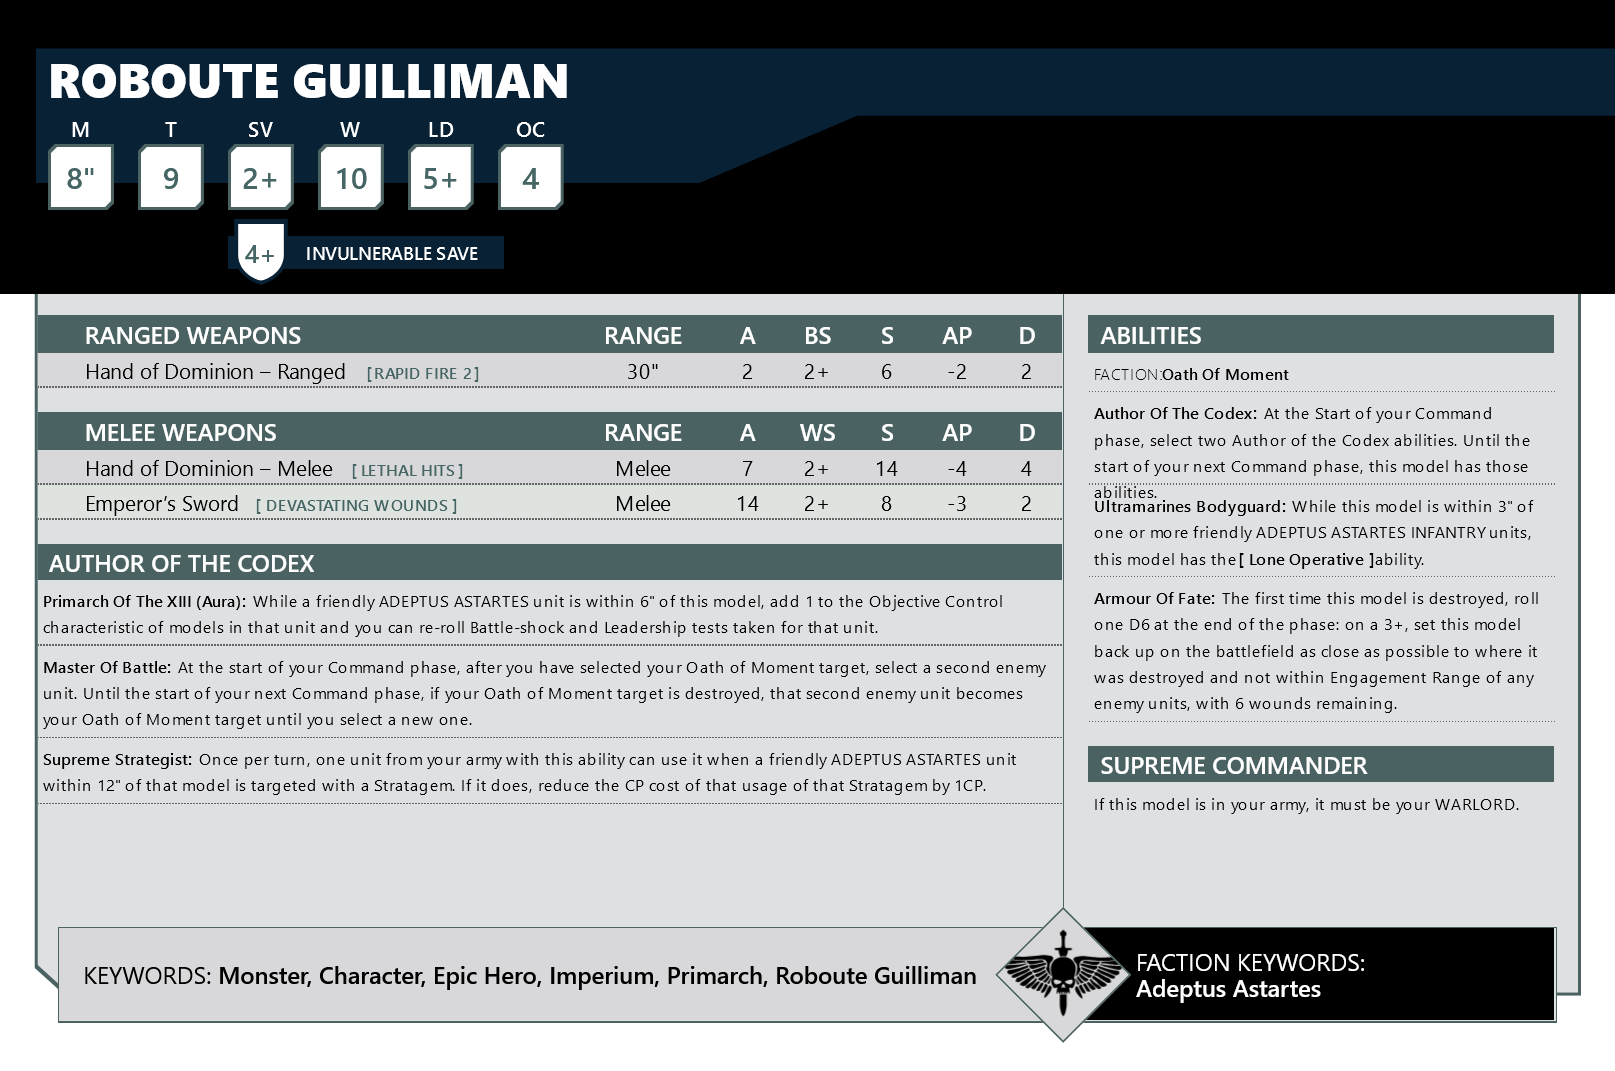 ROBOUTE GUILLIMAN
M T SV W LD OC
8" 9 2+ 10 5+ 4
4+ INVULNERABLE SAVE
RANGED WEAPONS RANGE A BS S AP D
Hand of Dominion – Ranged [RAPID FIRE 2] 30" 2 2+ 6 -2 2
MELEE WEAPONS RANGE A WS S AP D
Hand of Dominion – Melee [LETHAL HITS] Melee 7 2+ 14 -4 4
Emperor’s Sword [ DEVASTATING WOUNDS ] Melee 14 2+ 8 -3 2
AUTHOR OF THE CODEX
Primarch Of The XIII (Aura): While a friendly ADEPTUS ASTARTES unit is within 6" of this model, add 1 to the Objective Control
characteristic of models in that unit and you can re-roll Battle-shock and Leadership tests taken for that unit.
Master Of Battle: At the start of your Command phase, after you have selected your Oath of Moment target, select a second enemy
unit. Until the start of your next Command phase, if your Oath of Moment target is destroyed, that second enemy unit becomes
your Oath of Moment target until you select a new one.
Supreme Strategist: Once per turn, one unit from your army with this ability can use it when a friendly ADEPTUS ASTARTES unit
within 12" of that model is targeted with a Stratagem. If it does, reduce the CP cost of that usage of that Stratagem by 1CP.
ABILITIES
FACTION:Oath Of Moment
Author Of The Codex: At the Start of your Command
phase, select two Author of the Codex abilities. Until the
start of your next Command phase, this model has those
abilities.
Ultramarines Bodyguard: While this model is within 3" of
one or more friendly ADEPTUS ASTARTES INFANTRY units,
this model has the [ Lone Operative ]ability.
Armour Of Fate: The first time this model is destroyed, roll
one D6 at the end of the phase: on a 3+, set this model
back up on the battlefield as close as possible to where it
was destroyed and not within Engagement Range of any
enemy units, with 6 wounds remaining.
SUPREME COMMANDER
If this model is in your army, it must be your WARLORD.
KEYWORDS: Monster, Character, Epic Hero, Imperium, Primarch, Roboute Guilliman
FACTION KEYWORDS:
Adeptus Astartes